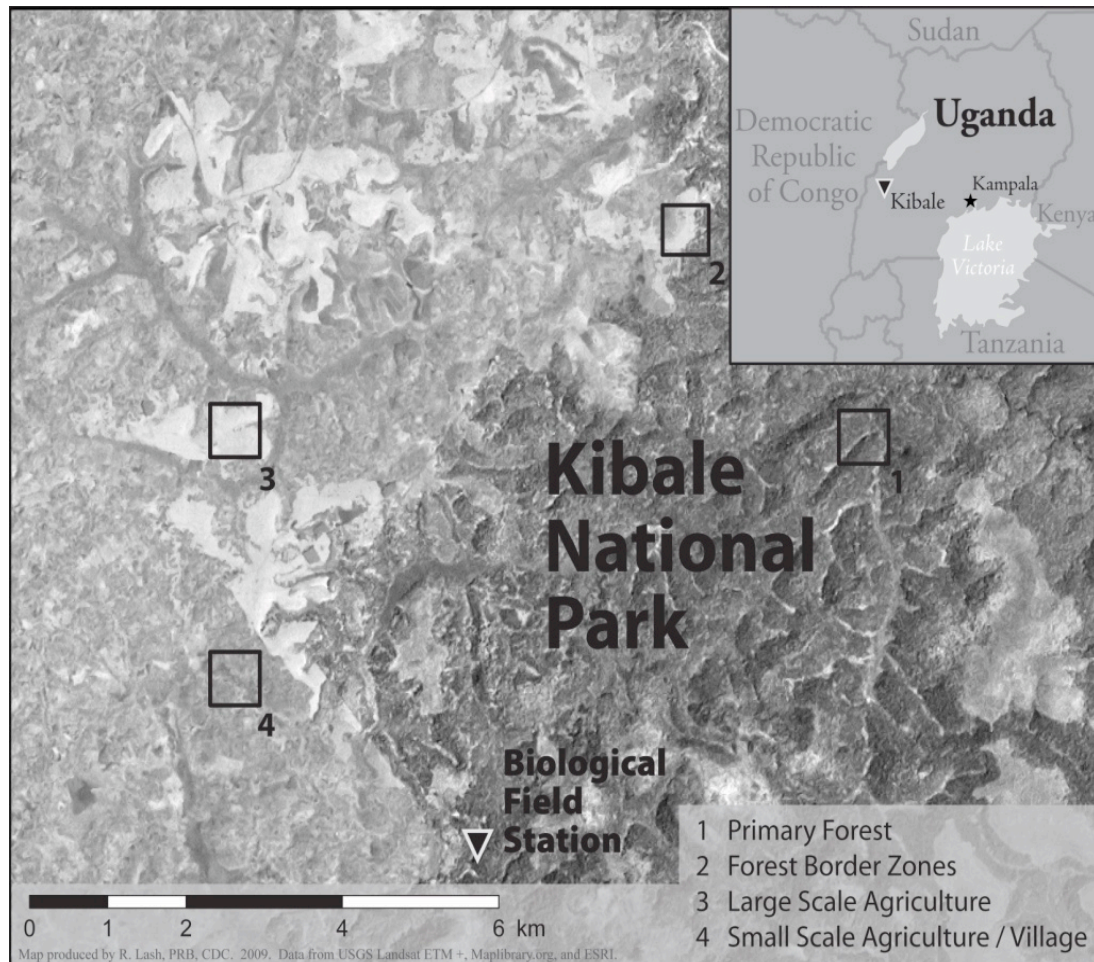 Sudan
Uganda
Democratic
Republic
of Congo
Kibale
Kampala
Kenya
Lake
Victoria
Tanzania
2
1
3
4
Kibale
National
Park
Biological
Field
Station
1 Primary Forest
2 Forest Border Zones
3 Large Scale Agriculture
4 Small Scale Agriculture / Village
0 1 2 4 6 km
Map produced by R. Lash, PRB, CDC. 2009. Data from USGS Landsat ETM +, Maplibrary.org, and ESRI.